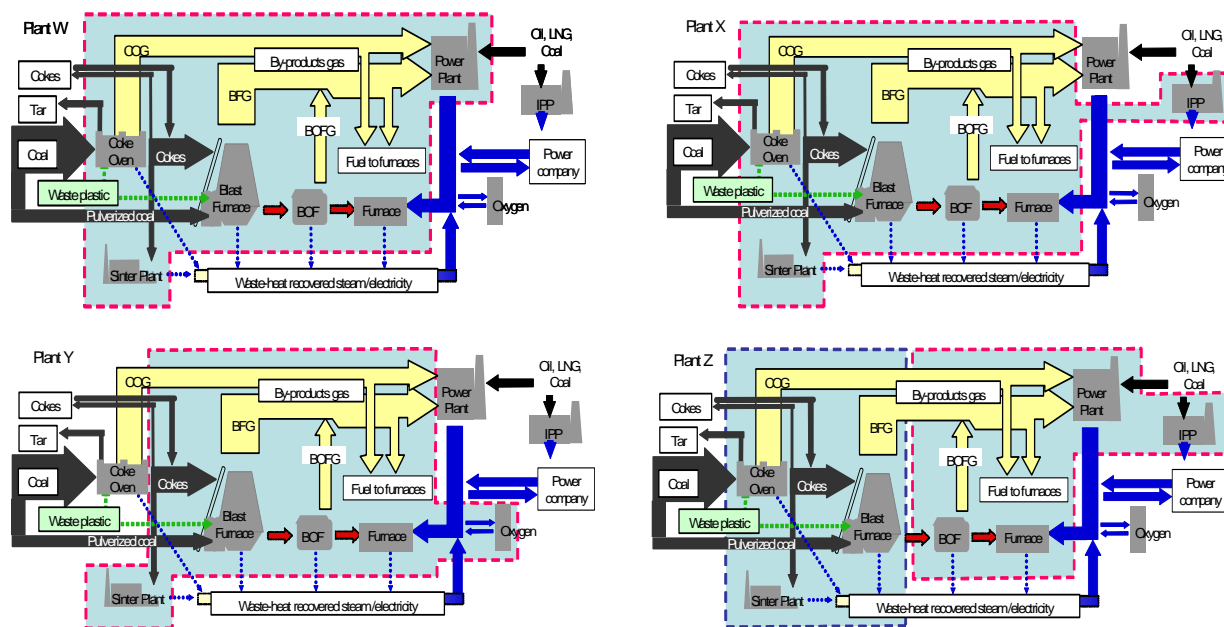 Plant W
Oil, LNG,
Coal
COG
By-products gas
Power
Plant
Cokes
IPP
Tar
BFG
BOFG
Coke
Oven
Coal
Cokes
Fuel to furnaces
Power
company
Waste plastic
Blast
Furnace
BOF
Furnace
Oxygen
Pulverized coal
Sinter Plant
Waste-heat recovered steam/electricity
Plant X
Oil, LNG,
Coal
COG
By-products gas
Power
Plant
Cokes
IPP
Tar
BFG
BOFG
Coke
Oven
Coal
Cokes
Fuel to furnaces
Power
company
Waste plastic
Blast
Furnace
BOF
Furnace
Oxygen
Pulverized coal
Sinter Plant
Waste-heat recovered steam/electricity
Plant Y
Oil, LNG,
Coal
COG
By-products gas
Power
Plant
Cokes
IPP
Tar
BFG
BOFG
Coke
Oven
Coal
Cokes
Fuel to furnaces
Power
company
Waste plastic
Blast
Furnace
BOF
Furnace
Oxygen
Pulverized coal
Sinter Plant
Waste-heat recovered steam/electricity
Plant Z
Oil, LNG,
Coal
COG
By-products gas
Power
Plant
Cokes
IPP
Tar
BFG
BOFG
Coke
Oven
Coal
Cokes
Fuel to furnaces
Power
company
Waste plastic
Blast
Furnace
BOF
Furnace
Oxygen
Pulverized coal
Sinter Plant
Waste-heat recovered steam/electricity